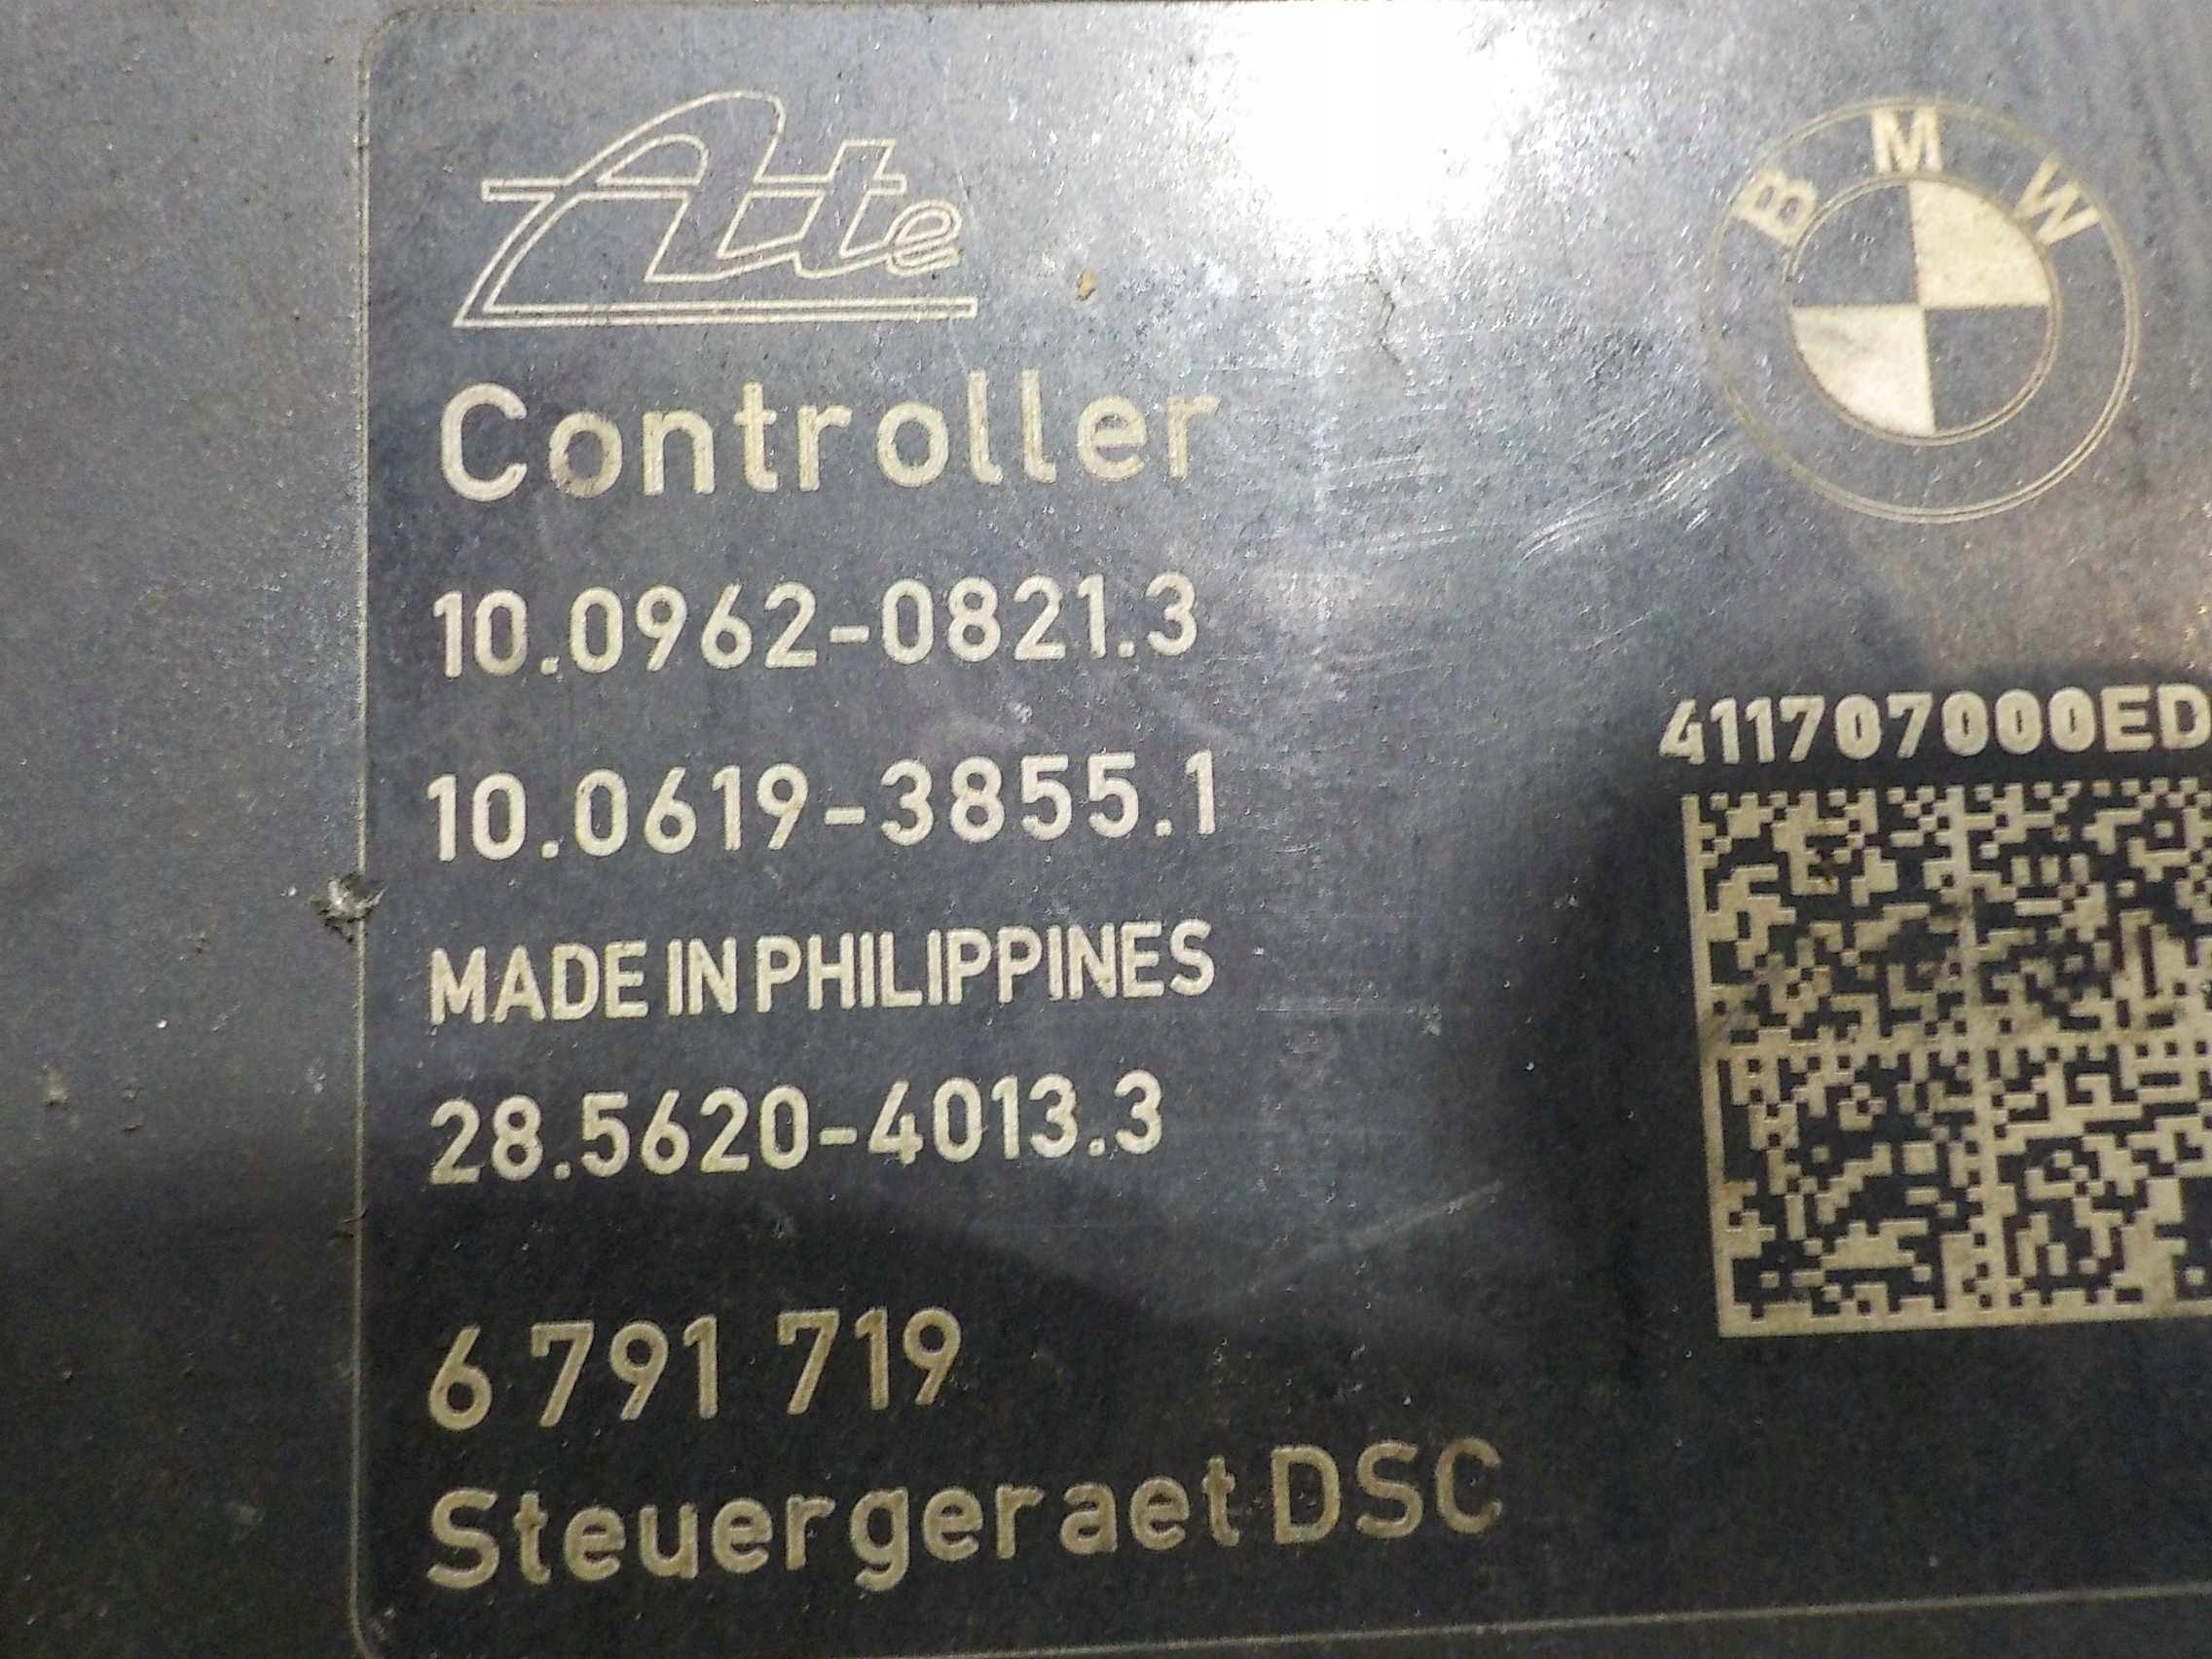 Ate
BMW
Controller
10.0962-0821.3
10.0619-3855.1
MADE IN PHILIPPINES
28.5620-4013.3
6 791 719
Steuergeraet DSC
411707000ED